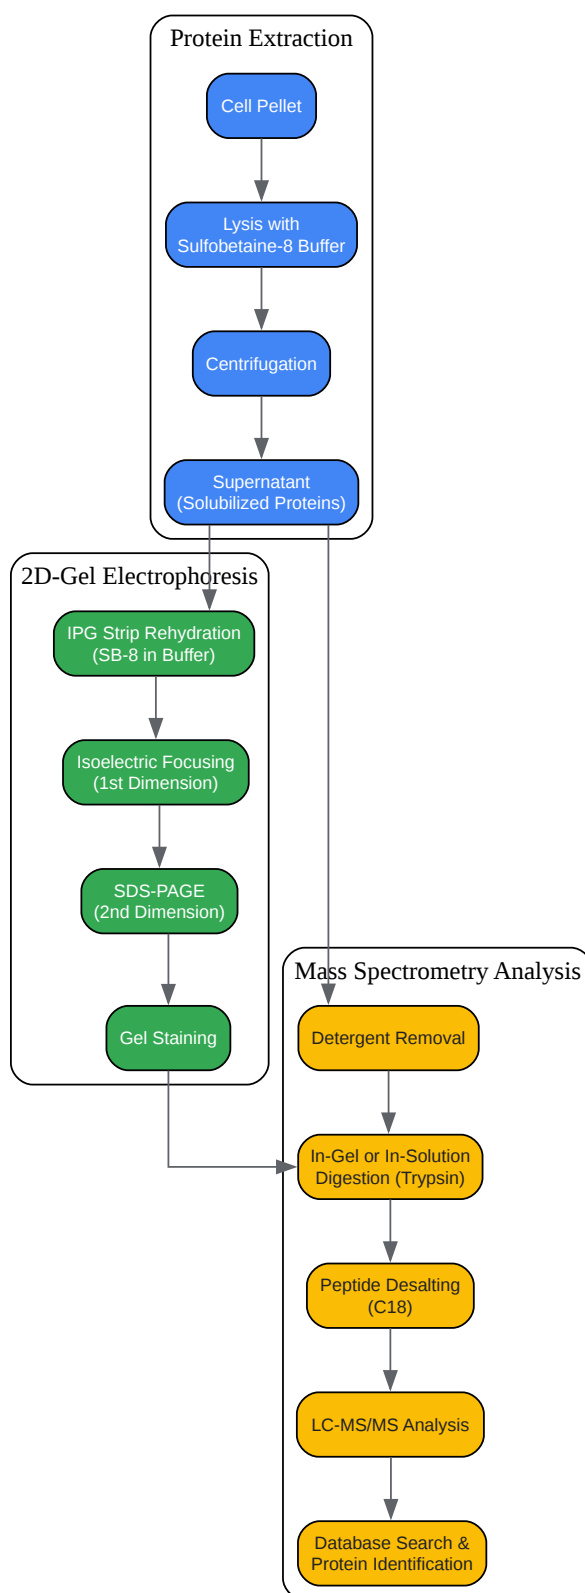 Protein Extraction
Cell Pellet
Lysis with
Sulfobetaine-8 Buffer
Centrifugation
Supernatant
(Solubilized Proteins)
2D-Gel Electrophoresis
IPG Strip Rehydration
(SB-8 in Buffer)
Isoelectric Focusing
(1st Dimension)
SDS-PAGE
(2nd Dimension)
Gel Staining
Mass Spectrometry Analysis
Detergent Removal
In-Gel or In-Solution
Digestion (Trypsin)
Peptide Desalting
(C18)
LC-MS/MS Analysis
Database Search &
Protein Identification